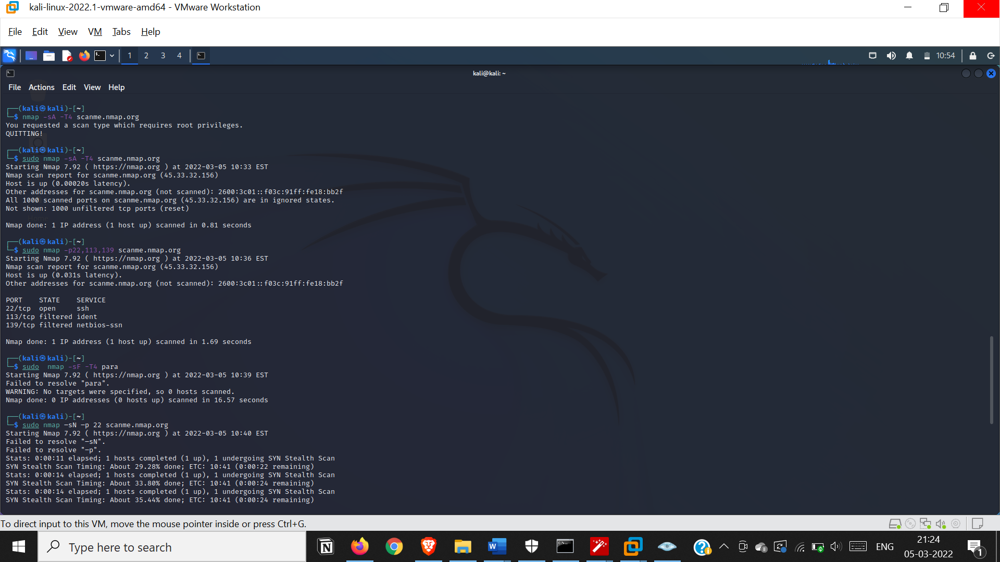 kali-linux-2022.1-vmware-amd64 - VMware Workstation
File Edit View VM Tabs Help
1 2 3 4
10:54
kali@kali: ~
File Actions Edit View Help
┌──(kali㉿kali)-[~]
└─$ nmap -sA -T4 scanme.nmap.org
You requested a scan type which requires root privileges.
QUITTING!
┌──(kali㉿kali)-[~]
└─$ sudo nmap -sA -T4 scanme.nmap.org
Starting Nmap 7.92 ( https://nmap.org ) at 2022-03-05 10:33 EST
Nmap scan report for scanme.nmap.org (45.33.32.156)
Host is up (0.00020s latency).
Other addresses for scanme.nmap.org (not scanned): 2600:3c01::f03c:91ff:fe18:bb2f
All 1000 scanned ports on scanme.nmap.org (45.33.32.156) are in ignored states.
Not shown: 1000 unfiltered tcp ports (reset)
Nmap done: 1 IP address (1 host up) scanned in 0.81 seconds
┌──(kali㉿kali)-[~]
└─$ sudo nmap -p22,113,139 scanme.nmap.org
Starting Nmap 7.92 ( https://nmap.org ) at 2022-03-05 10:36 EST
Nmap scan report for scanme.nmap.org (45.33.32.156)
Host is up (0.031s latency).
Other addresses for scanme.nmap.org (not scanned): 2600:3c01::f03c:91ff:fe18:bb2f
PORT STATE SERVICE
22/tcp open ssh
113/tcp filtered ident
139/tcp filtered netbios-ssn
Nmap done: 1 IP address (1 host up) scanned in 1.69 seconds
┌──(kali㉿kali)-[~]
└─$ sudo  nmap -sF -T4 para
Starting Nmap 7.92 ( https://nmap.org ) at 2022-03-05 10:39 EST
Failed to resolve "para".
WARNING: No targets were specified, so 0 hosts scanned.
Nmap done: 0 IP addresses (0 hosts up) scanned in 16.57 seconds
┌──(kali㉿kali)-[~]
└─$ sudo nmap —sN —p 22 scanme.nmap.org
Starting Nmap 7.92 ( https://nmap.org ) at 2022-03-05 10:40 EST
Failed to resolve "—sN".
Failed to resolve "—p".
Stats: 0:00:11 elapsed; 1 hosts completed (1 up), 1 undergoing SYN Stealth Scan
SYN Stealth Scan Timing: About 29.28% done; ETC: 10:41 (0:00:22 remaining)
Stats: 0:00:14 elapsed; 1 hosts completed (1 up), 1 undergoing SYN Stealth Scan
SYN Stealth Scan Timing: About 33.80% done; ETC: 10:41 (0:00:24 remaining)
Stats: 0:00:14 elapsed; 1 hosts completed (1 up), 1 undergoing SYN Stealth Scan
SYN Stealth Scan Timing: About 35.44% done; ETC: 10:41 (0:00:24 remaining)
To direct input to this VM, move the mouse pointer inside or press Ctrl+G.
Type here to search
ENG
21:24
05-03-2022
1